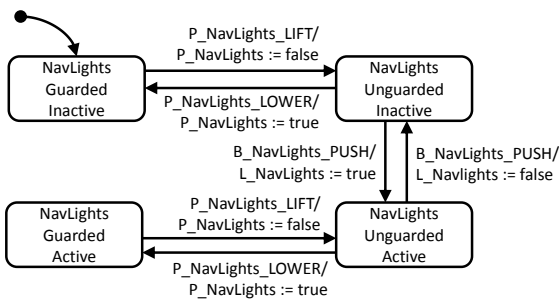 P_NavLights_LIFT/
P_NavLights := false
NavLights
Guarded
Inactive
NavLights
Unguarded
Inactive
P_NavLights_LOWER/
P_NavLights := true
B_NavLights_PUSH/
L_NavLights := true
B_NavLights_PUSH/
L_Navlights := false
P_NavLights_LIFT/
P_NavLights := false
NavLights
Guarded
Active
NavLights
Unguarded
Active
P_NavLights_LOWER/
P_NavLights := true